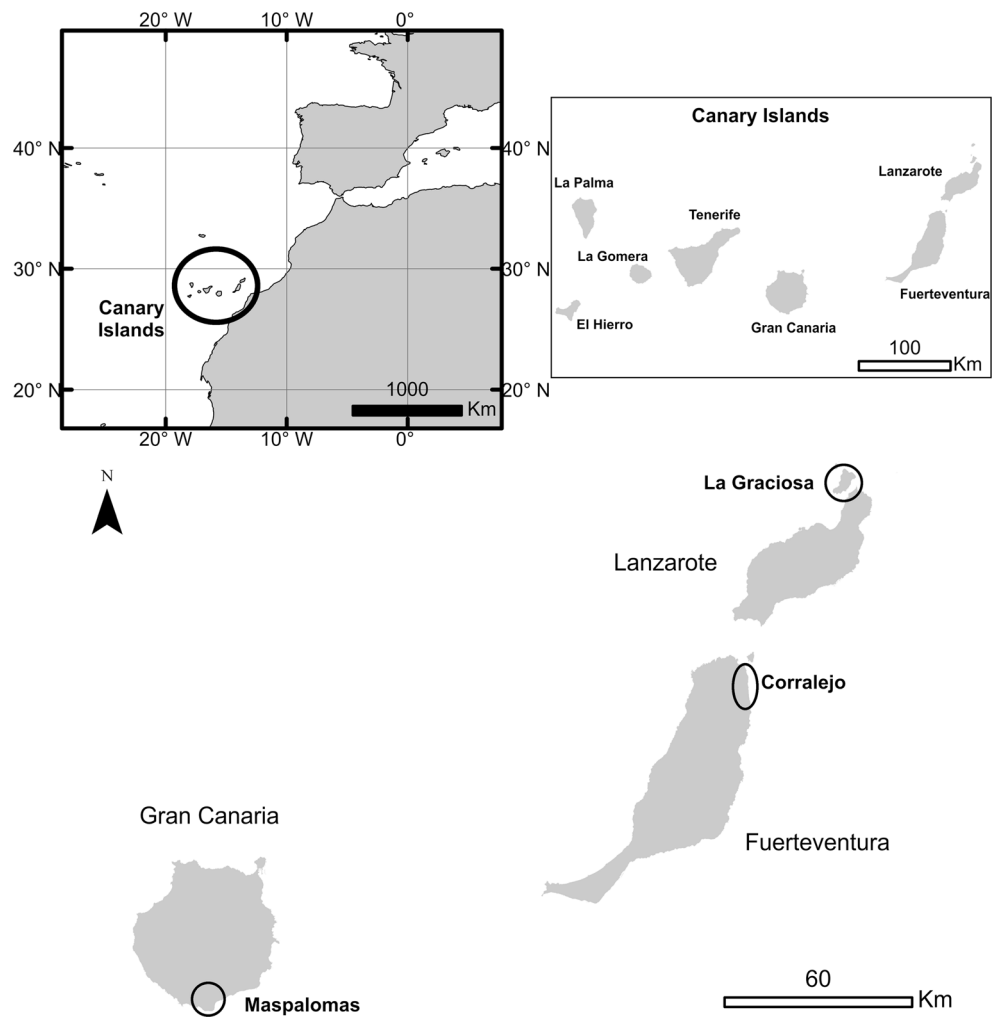 20° W 10° W 0°
40° N
30° N
20° N
40° N
30° N
20° N
Canary
Islands
1000
Km
20° W 10° W 0°
Canary Islands
La Palma
Lanzarote
Tenerife
La Gomera
El Hierro
Gran Canaria
Fuerteventura
100
Km
N
La Graciosa
Lanzarote
Corralejo
Gran Canaria
Fuerteventura
Maspalomas
60
Km